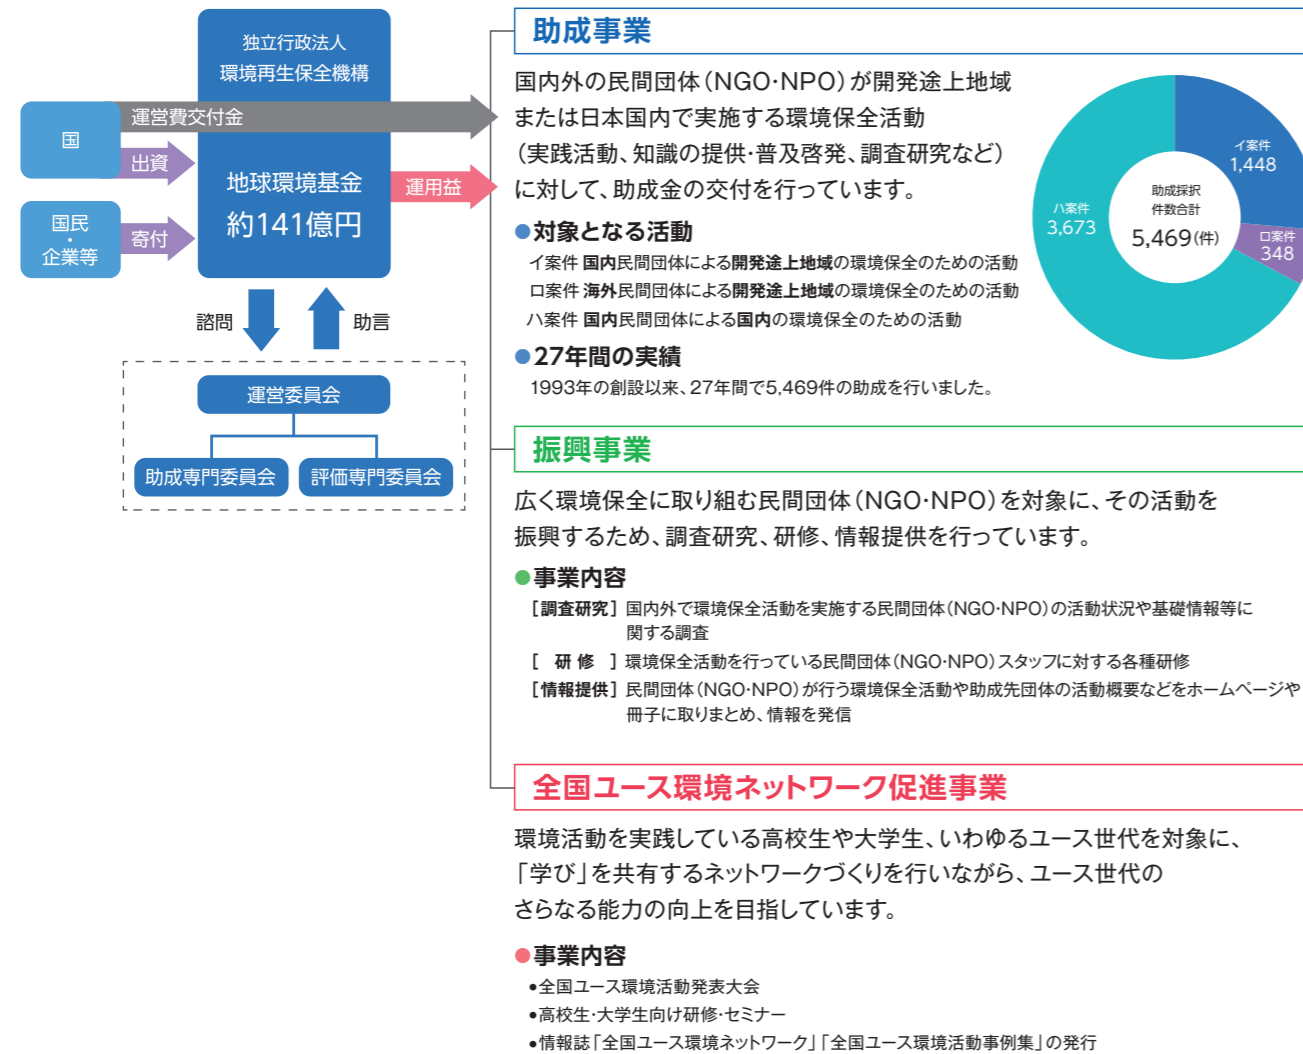 独立行政法人
環境再生保全機構
国
運営費交付金
出資
国民
・
企業等
寄付
地球環境基金
約141億円
運用益
諮問
助言
運営委員会
助成専門委員会
評価専門委員会
助成事業
国内外の民間団体(NGO・NPO)が開発途上地域
または日本国内で実施する環境保全活動
(実践活動、知識の提供・普及啓発、調査研究など)
に対して、助成金の交付を行っています。
●対象となる活動
イ案件 国内民間団体による開発途上地域の環境保全のための活動
ロ案件 海外民間団体による開発途上地域の環境保全のための活動
ハ案件 国内民間団体による国内の環境保全のための活動
●27年間の実績
1993年の創設以来、27年間で5,469件の助成を行いました。
イ案件
1,448
ロ案件
348
ハ案件
3,673
助成採択
件数合計
5,469(件)
振興事業
広く環境保全に取り組む民間団体(NGO・NPO)を対象に、その活動を
振興するため、調査研究、研修、情報提供を行っています。
●事業内容
[調査研究] 国内外で環境保全活動を実施する民間団体(NGO・NPO)の活動状況や基礎情報等に
関する調査
[ 研 修 ] 環境保全活動を行っている民間団体(NGO・NPO)スタッフに対する各種研修
[情報提供] 民間団体(NGO・NPO)が行う環境保全活動や助成先団体の活動概要などをホームページや
冊子に取りまとめ、情報を発信
全国ユース環境ネットワーク促進事業
環境活動を実践している高校生や大学生、いわゆるユース世代を対象に、
「学び」を共有するネットワークづくりを行いながら、ユース世代の
さらなる能力の向上を目指しています。
●事業内容
●全国ユース環境活動発表大会
●高校生・大学生向け研修・セミナー
●情報誌「全国ユース環境ネットワーク」「全国ユース環境活動事例集」の発行